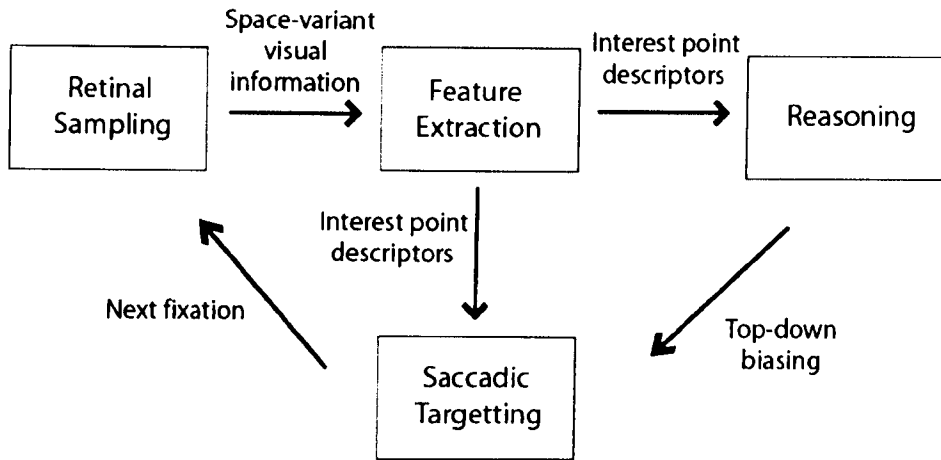 Space-variant
visual
information
Interest point
descriptors
Retinal
Sampling
Feature
Extraction
Reasoning
Interest point
descriptors
Next fixation
Top-down
biasing
Saccadic
Targetting